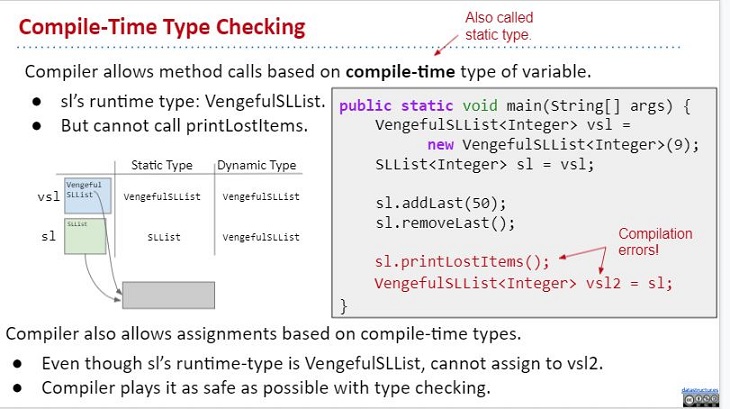 Compile-Time Type Checking
Also called
static type.
Compiler allows method calls based on compile-time type of variable.
● sl's runtime type: VengefulSLList.
● But cannot call printLostItems.
Static Type Dynamic Type
vsl Vengeful
SLList VengefulSLList VengefulSLList
sl SLList SLList VengefulSLList
public static void main(String[] args) {
VengefulSLList<Integer> vsl =
new VengefulSLList<Integer>(9);
SLList<Integer> sl = vsl;
sl.addLast(50);
sl.removeLast();
Compilation
errors!
sl.printLostItems();
VengefulSLList<Integer> vsl2 = sl;
}
Compiler also allows assignments based on compile-time types.
● Even though sl's runtime-type is VengefulSLList, cannot assign to vsl2.
● Compiler plays it as safe as possible with type checking.